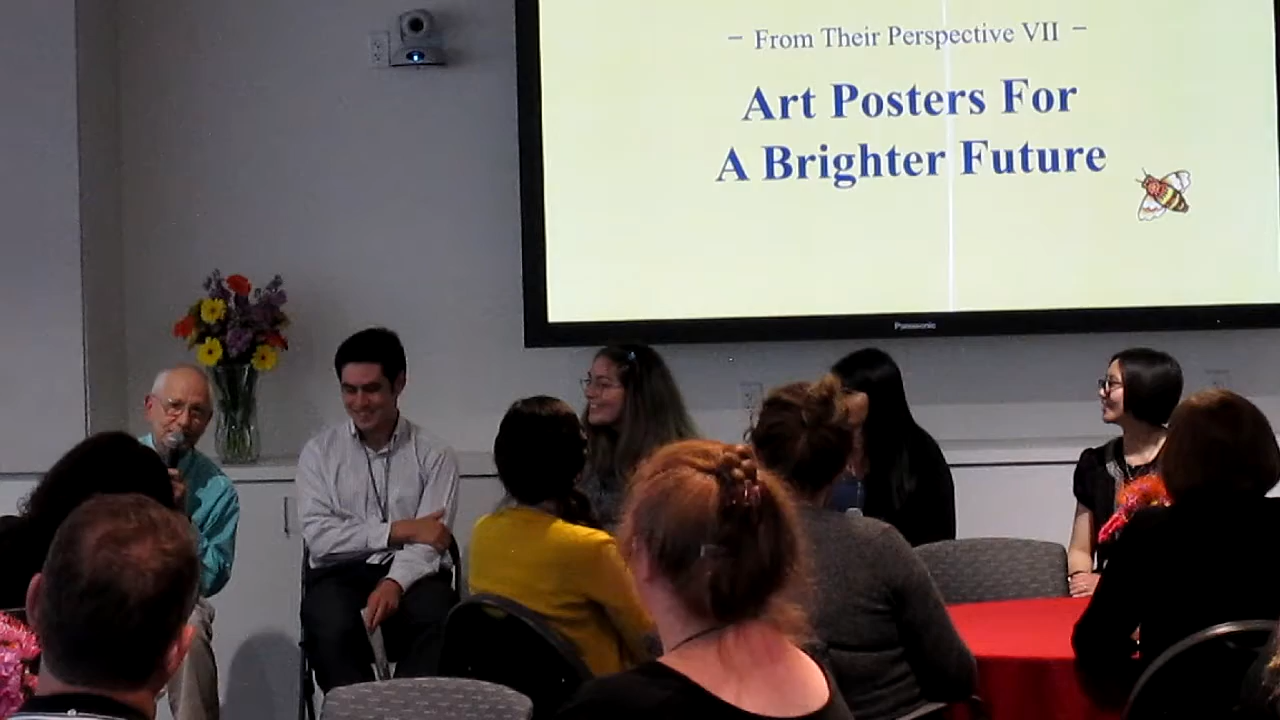 – From Their Perspective VII –
Art Posters For
A Brighter Future
Panasonic